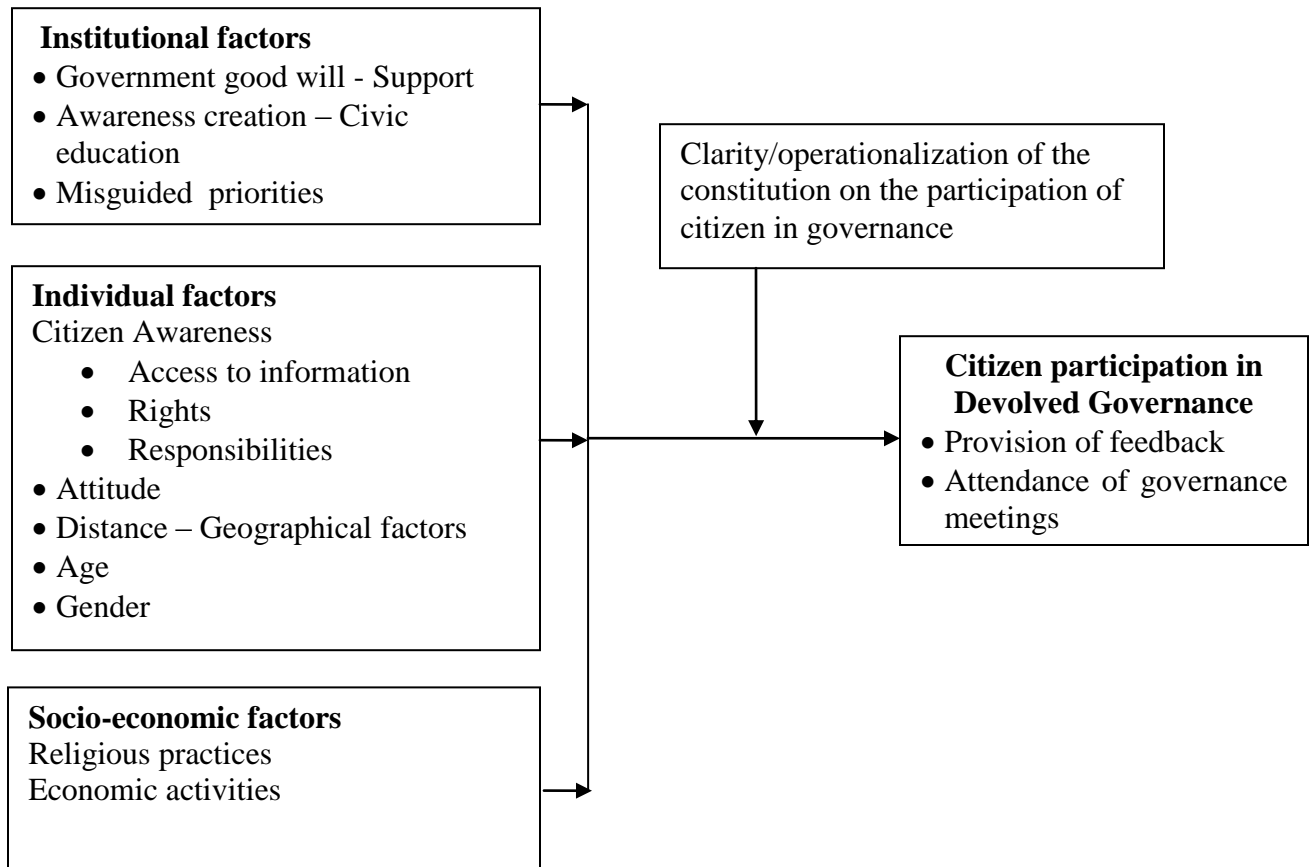 Institutional factors
• Government good will - Support
• Awareness creation – Civic
education
• Misguided priorities
Clarity/operationalization of the
constitution on the participation of
citizen in governance
Individual factors
Citizen Awareness
• Access to information
• Rights
• Responsibilities
• Attitude
• Distance – Geographical factors
• Age
• Gender
Citizen participation in
Devolved Governance
• Provision of feedback
• Attendance of governance
meetings
Socio-economic factors
Religious practices
Economic activities